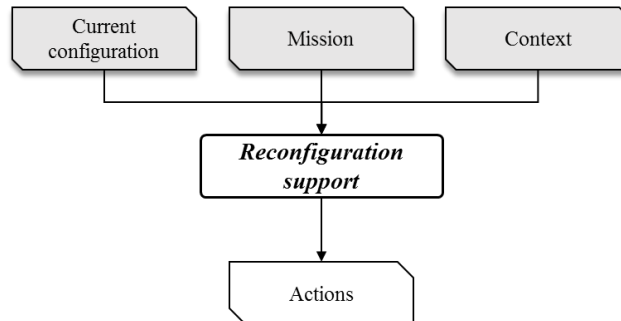 Current
configuration
Mission
Context
Reconfiguration
support
Actions